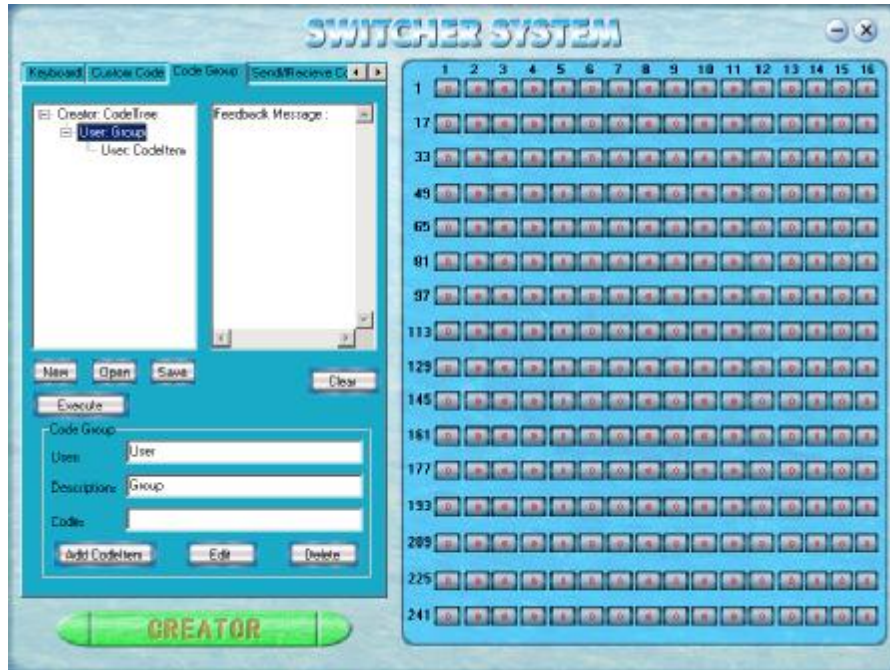 SWITCHER SYSTEM
Keyboard Custom Code Code Group Send/Recieve Co
Creator: CodeTree
User: Group
User: CodeItem
Feedback Message :
New Open Save
Clear
Execute
Code Group
User: User
Description: Group
Code:
Add CodeItem Edit Delete
CREATOR
1 2 3 4 5 6 7 8 9 10 11 12 13 14 15 16
1
17
33
49
65
81
97
113
129
145
161
177
193
209
225
241